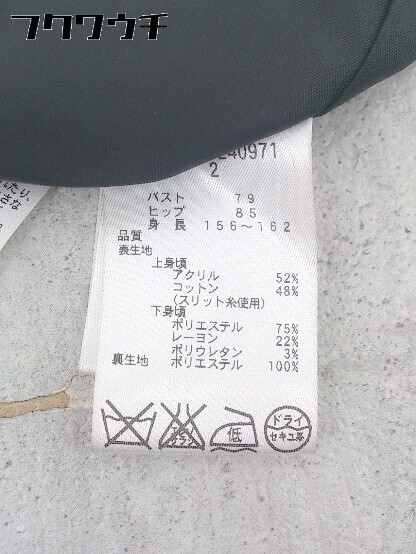 フクワウチ
240971
2
バスト 79
ヒップ 85
身 長 156～162
品質
表生地
上身頃
アクリル 52%
コットン 48%
(スリット糸使用)
下身頃
ポリエステル 75%
レーヨン 22%
ポリウレタン 3%
裏生地 ポリエステル 100%
低
ドライ
セキユ系